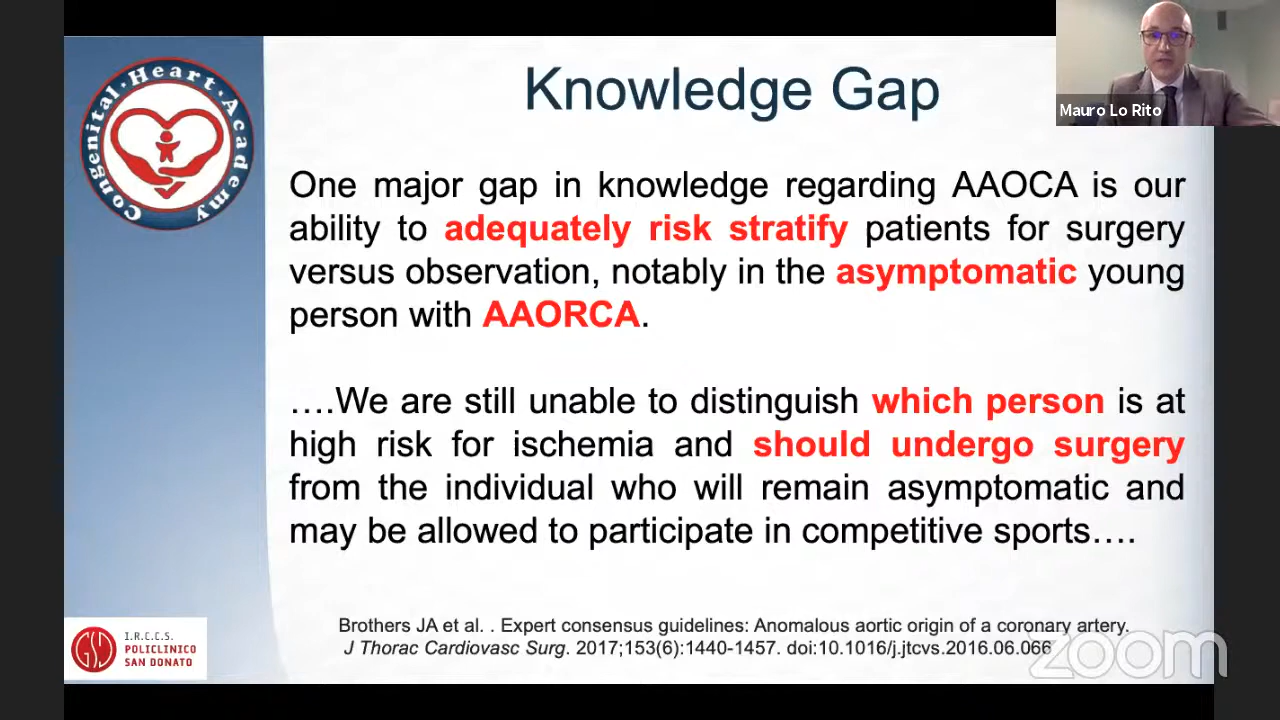 Congenital·Heart·Academy
Knowledge Gap
Mauro Lo Rito
One major gap in knowledge regarding AAOCA is our
ability to adequately risk stratify patients for surgery
versus observation, notably in the asymptomatic young
person with AAORCA.
….We are still unable to distinguish which person is at
high risk for ischemia and should undergo surgery
from the individual who will remain asymptomatic and
may be allowed to participate in competitive sports….
GSD
I.R.C.C.S.
POLICLINICO
SAN DONATO
Brothers JA et al. . Expert consensus guidelines: Anomalous aortic origin of a coronary artery.
J Thorac Cardiovasc Surg. 2017;153(6):1440-1457. doi:10.1016/j.jtcvs.2016.06.066
zoom